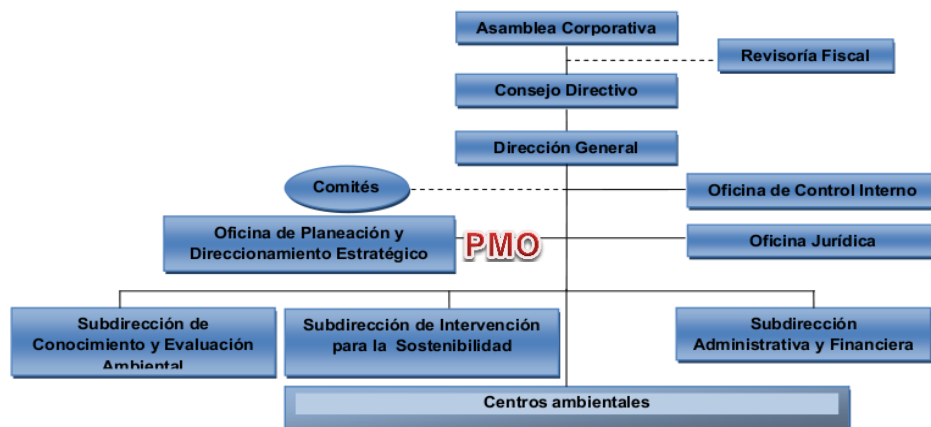 Asamblea Corporativa
Revisoría Fiscal
Consejo Directivo
Dirección General
Comités
Oficina de Control Interno
Oficina de Planeación y
Direccionamiento Estratégico
PMO
Oficina Jurídica
Subdirección de
Conocimiento y Evaluación
Ambiental
Subdirección de Intervención
para la Sostenibilidad
Subdirección
Administrativa y Financiera
Centros ambientales